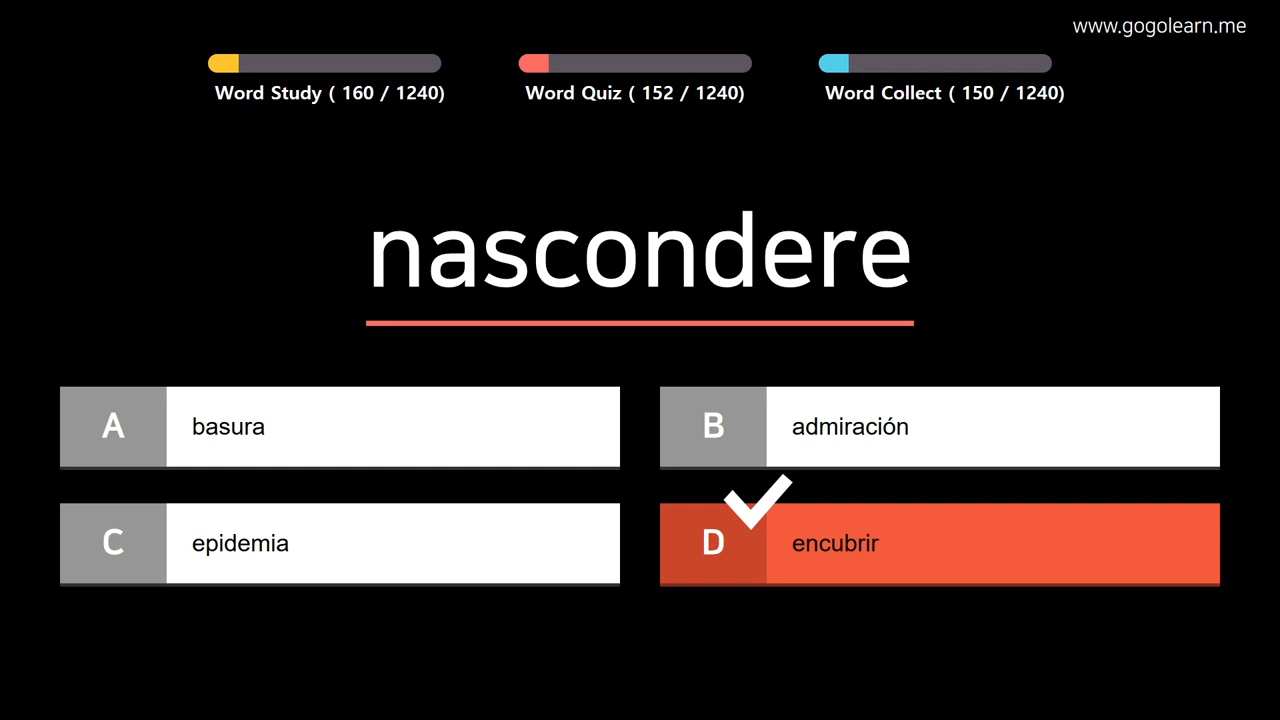 www.gogolearn.me
Word Study ( 160 / 1240)
Word Quiz ( 152 / 1240)
Word Collect ( 150 / 1240)
nascondere
A
basura
B
admiración
C
epidemia
D
encubrir